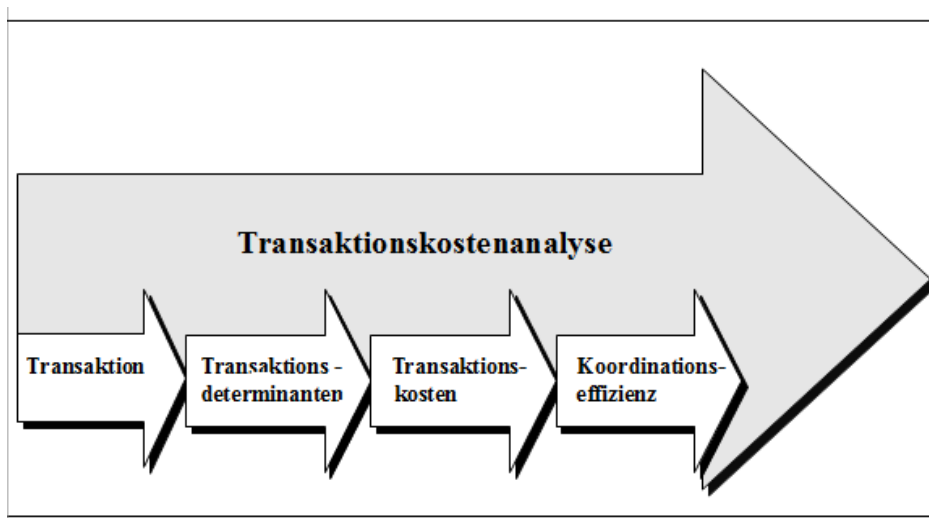 Transaktionskostenanalyse
Transaktion
Transaktions -
determinanten
Transaktions-
kosten
Koordinations-
effizienz